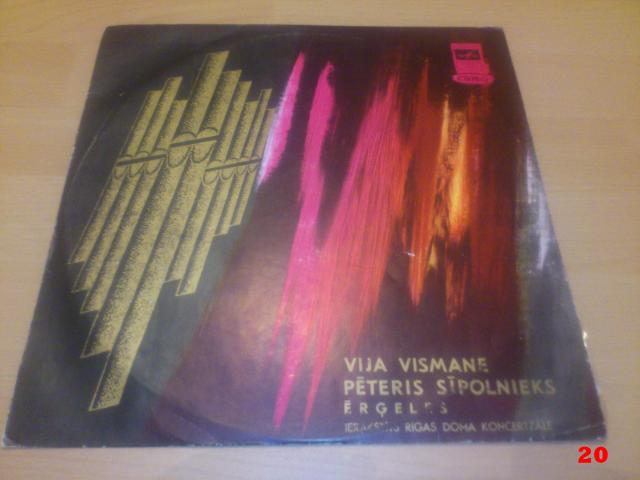 VIJA VISMANE
PĒTERIS SĪPOLNIEKS
ĒRĢELES
IERAKSTĪTS RĪGAS DOMA KONCERTZĀLĒ
20